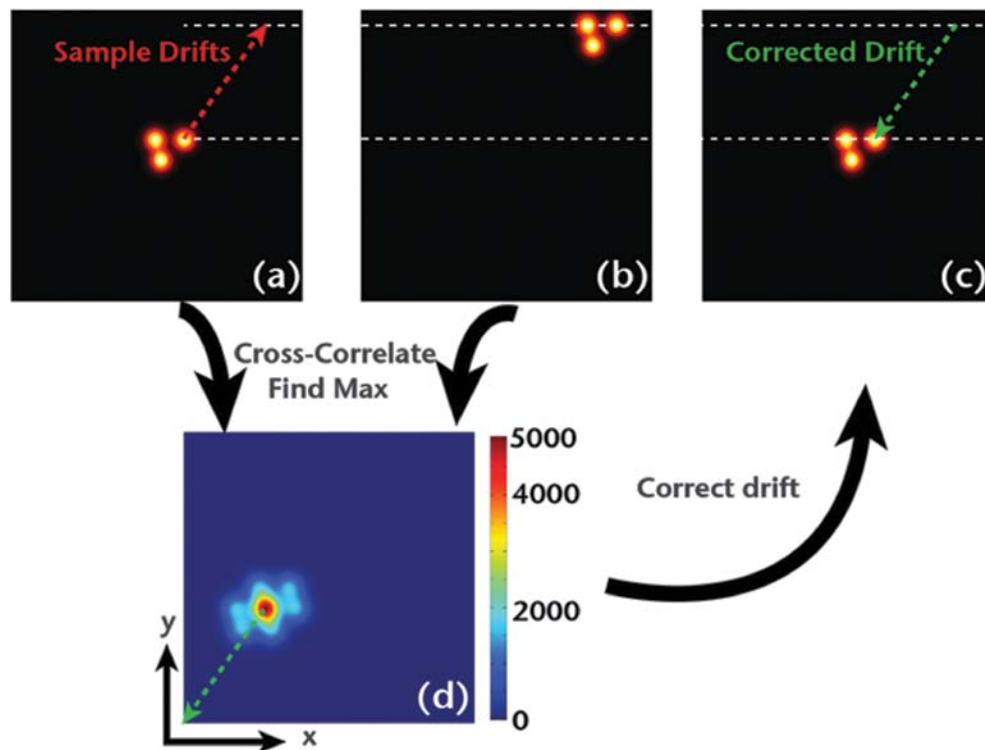 Sample Drifts
(a)
(b)
Corrected Drift
(c)
Cross-Correlate
Find Max
5000
4000
2000
0
Correct drift
y
(d)
x